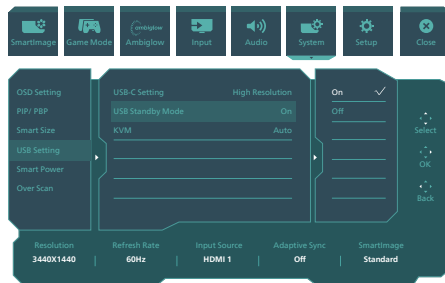 ambiglow
SmartImage Game Mode Ambiglow Input Audio System Setup Close
OSD Setting USB-C Setting High Resolution On
PIP/ PBP USB Standby Mode On Off
Smart Size KVM Auto
Select
USB Setting
OK
Smart Power
Over Scan
Back
Resolution Refresh Rate Input Source Adaptive Sync SmartImage
3440X1440 60Hz HDMI 1 Off Standard